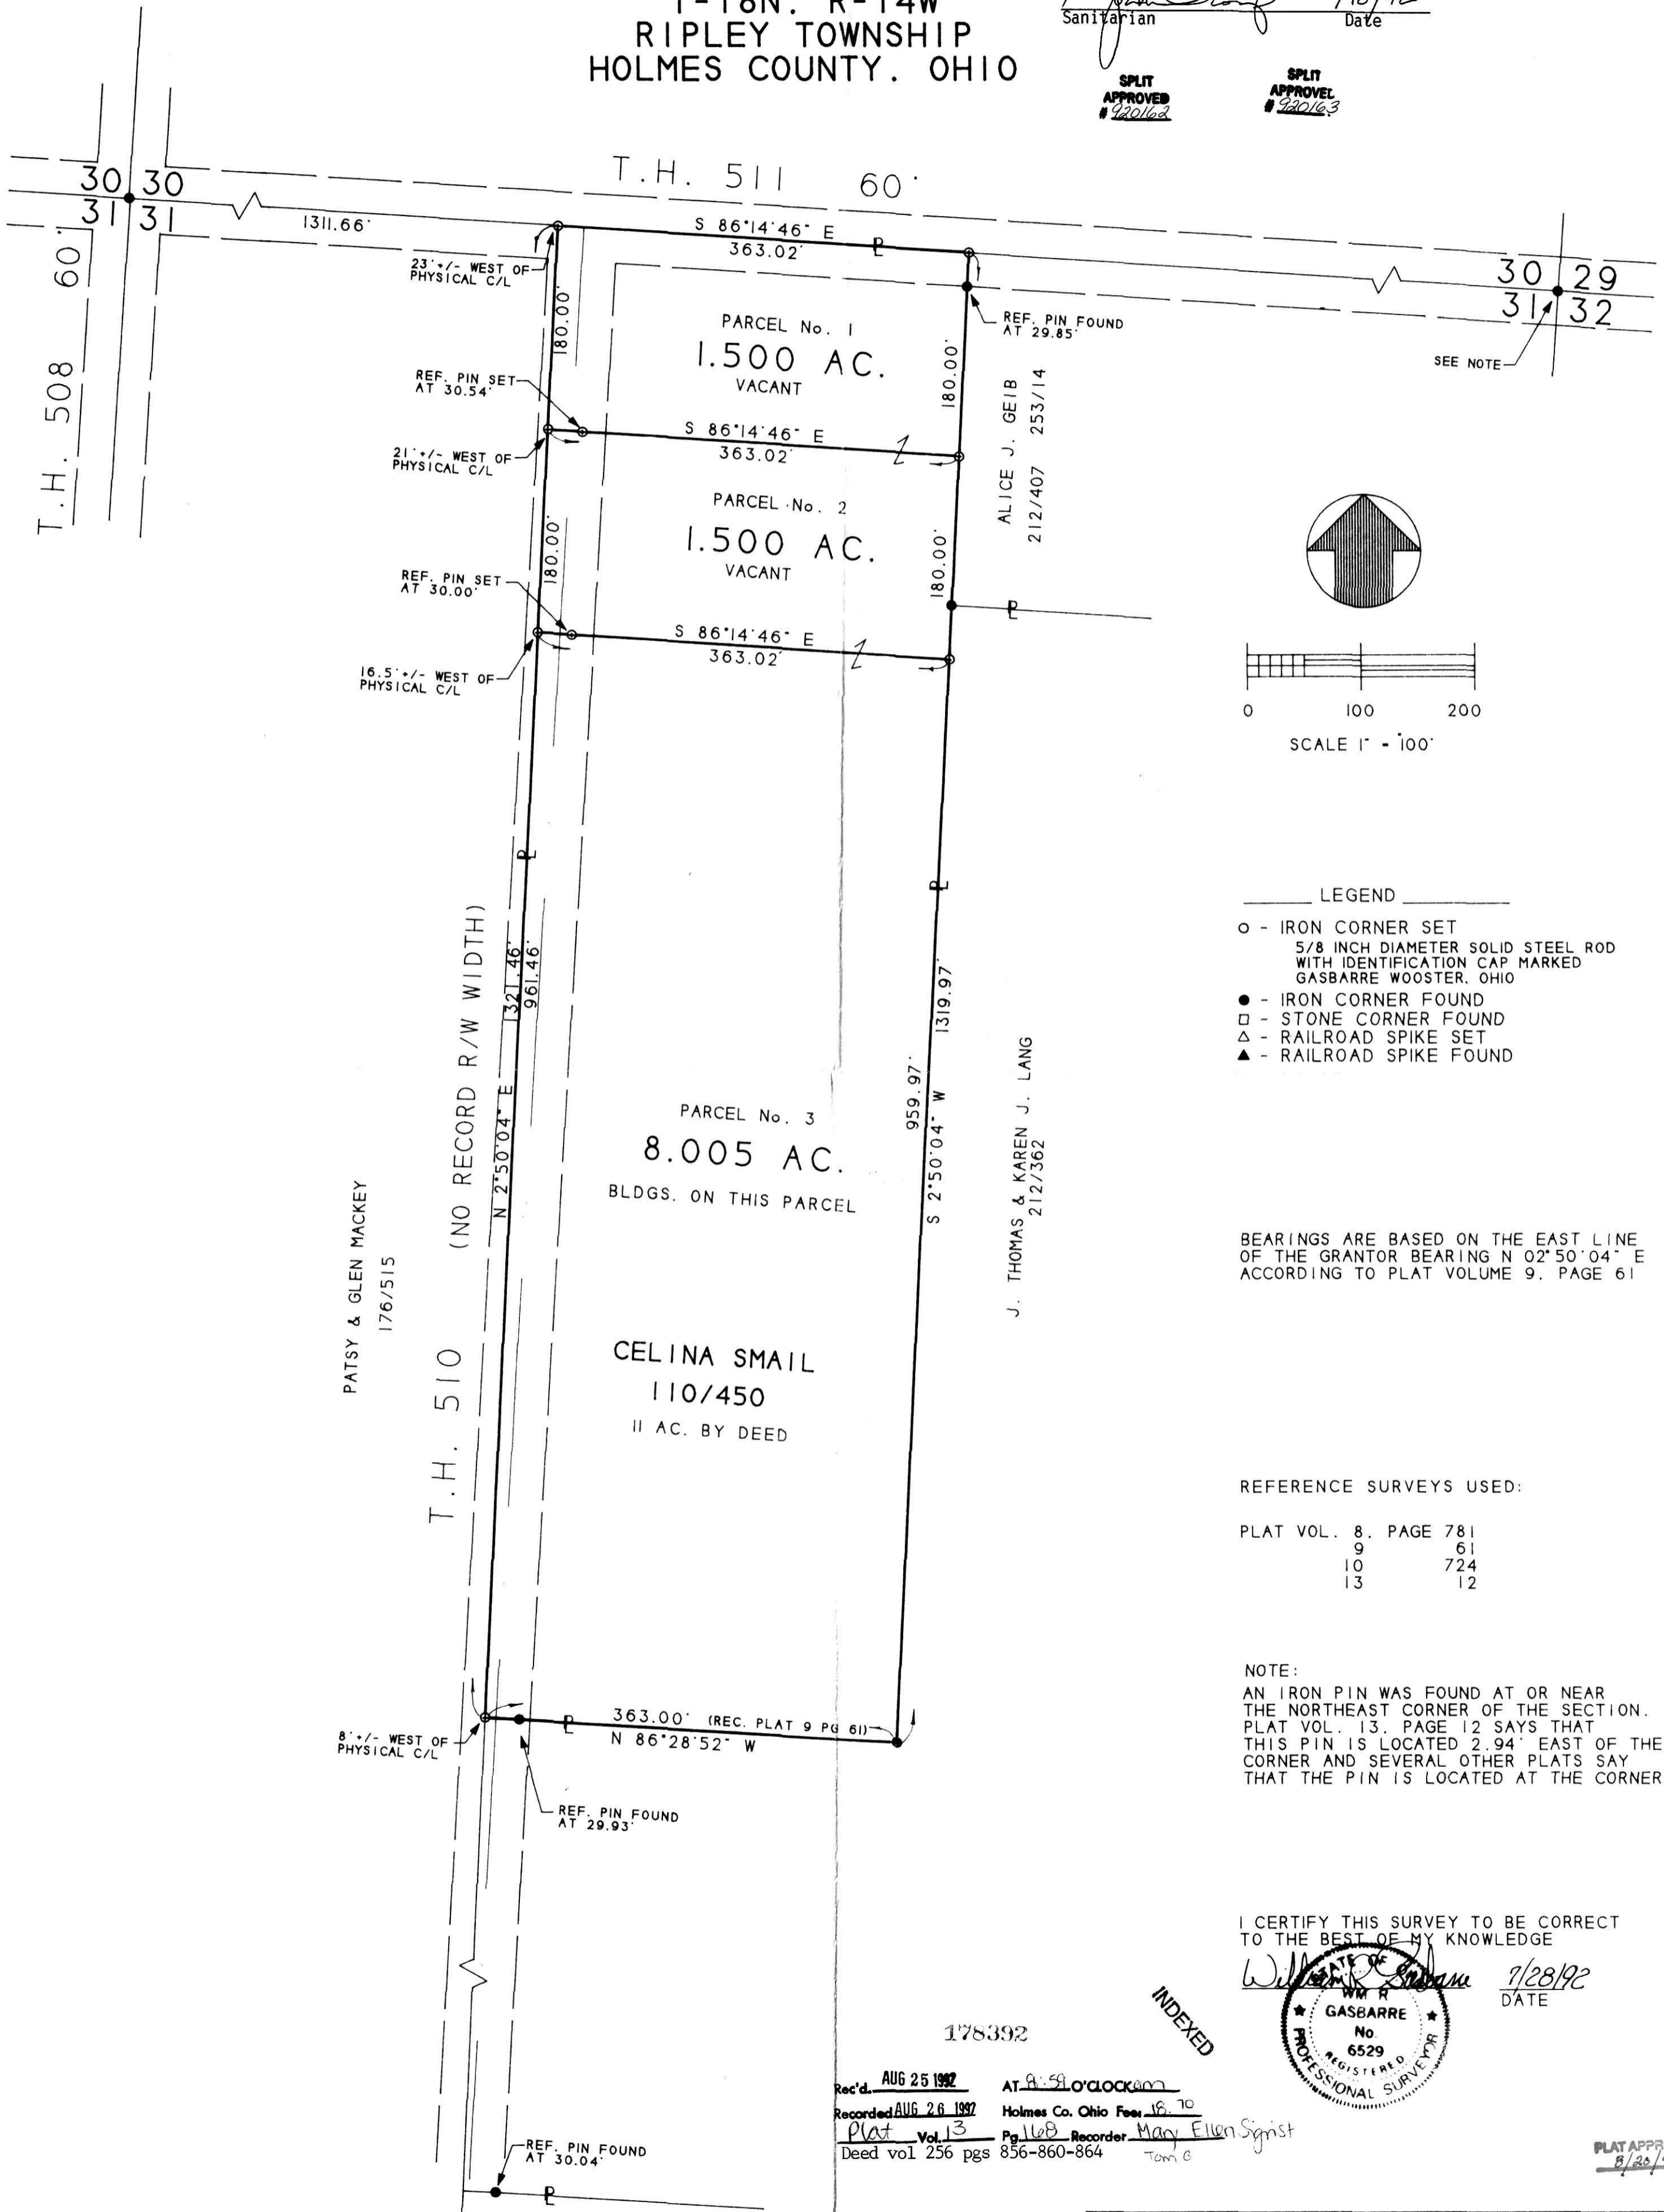 T-18N. R-14W
RIPLEY TOWNSHIP
HOLMES COUNTY. OHIO
Sanitarian
Date
SPLIT
APPROVED
# 920162
SPLIT
APPROVED
# 920163
T.H. 511 60'
30 30
31 31
1311.66'
S 86°14'46" E
363.02'
30 29
31 32
SEE NOTE
T.H. 508 60'
23'+/- WEST OF
PHYSICAL C/L
180.00'
PARCEL No. 1
1.500 AC.
VACANT
180.00'
REF. PIN FOUND
AT 29.85'
REF. PIN SET
AT 30.54'
21'+/- WEST OF
PHYSICAL C/L
S 86°14'46" E
363.02'
ALICE J. GEIB
212/407 253/14
PARCEL No. 2
1.500 AC.
VACANT
180.00'
180.00'
REF. PIN SET
AT 30.00'
16.5'+/- WEST OF
PHYSICAL C/L
S 86°14'46" E
363.02'
0 100 200
SCALE 1" - 100'
LEGEND
O - IRON CORNER SET
5/8 INCH DIAMETER SOLID STEEL ROD
WITH IDENTIFICATION CAP MARKED
GASBARRE WOOSTER. OHIO
● - IRON CORNER FOUND
□ - STONE CORNER FOUND
△ - RAILROAD SPIKE SET
▲ - RAILROAD SPIKE FOUND
T.H. 510 (NO RECORD R/W WIDTH)
N 2°50'04" E 1321.46'
961.46'
959.97'
S 2°50'04" W 1319.97'
PARCEL No. 3
8.005 AC.
BLDGS. ON THIS PARCEL
J. THOMAS & KAREN J. LANG
212/362
PATSY & GLEN MACKEY
176/515
CELINA SMAIL
110/450
11 AC. BY DEED
BEARINGS ARE BASED ON THE EAST LINE
OF THE GRANTOR BEARING N 02°50'04" E
ACCORDING TO PLAT VOLUME 9. PAGE 61
REFERENCE SURVEYS USED:
PLAT VOL. 8. PAGE 781
9 61
10 724
13 12
8'+/- WEST OF
PHYSICAL C/L
363.00' (REC. PLAT 9 PG 61)
N 86°28'52" W
REF. PIN FOUND
AT 29.93'
NOTE:
AN IRON PIN WAS FOUND AT OR NEAR
THE NORTHEAST CORNER OF THE SECTION.
PLAT VOL. 13. PAGE 12 SAYS THAT
THIS PIN IS LOCATED 2.94' EAST OF THE
CORNER AND SEVERAL OTHER PLATS SAY
THAT THE PIN IS LOCATED AT THE CORNER
I CERTIFY THIS SURVEY TO BE CORRECT
TO THE BEST OF MY KNOWLEDGE
7/28/92
DATE
STATE OF
WM R
GASBARRE
No.
6529
REGISTERED
PROFESSIONAL SURVEYOR
INDEXED
178392
Rec'd. AUG 25 1992 AT 8:59 O'CLOCK am
Recorded AUG 26 1992 Holmes Co. Ohio Fees 18.70
Plat Vol. 13 Pg. 168 Recorder Mary Ellen Signist
Deed vol 256 pgs 856-860-864 Tom G
REF. PIN FOUND
AT 30.04'
PLAT APPR
8/20/